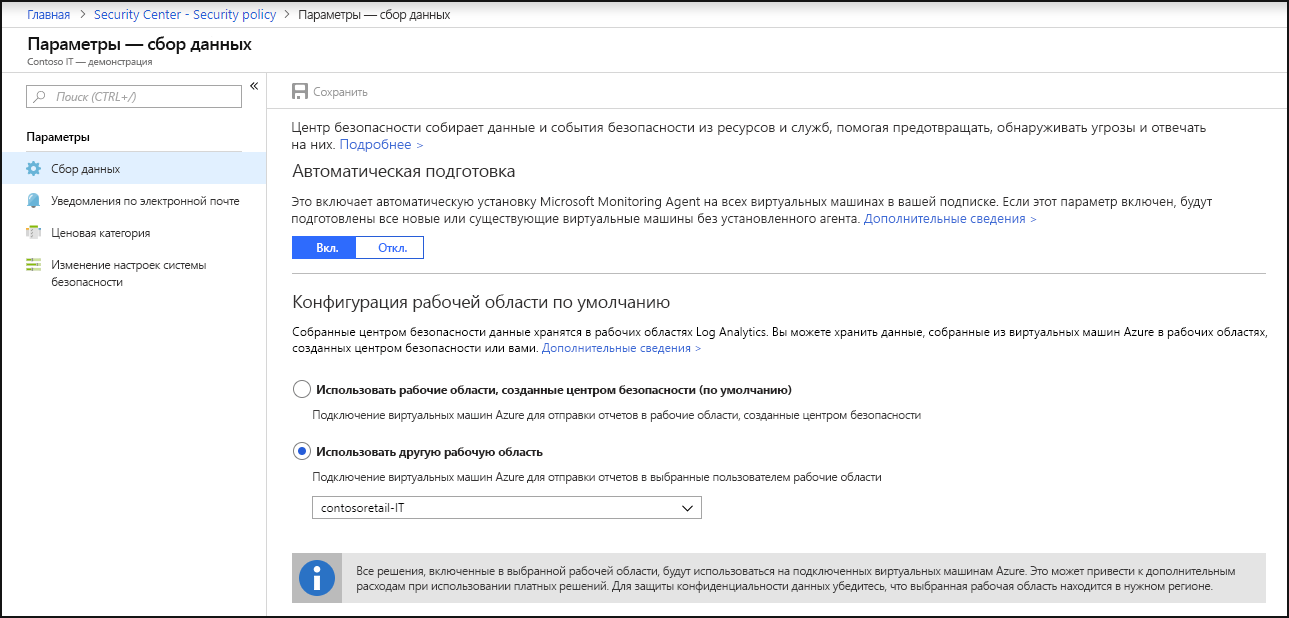 Главная > Security Center - Security policy > Параметры — сбор данных
Параметры — сбор данных
Contoso IT — демонстрация
Поиск (CTRL+/)
«
Параметры
Сбор данных
Уведомления по электронной почте
Ценовая категория
Изменение настроек системы
безопасности
Сохранить
Центр безопасности собирает данные и события безопасности из ресурсов и служб, помогая предотвращать, обнаруживать угрозы и отвечать
на них. Подробнее >
Автоматическая подготовка
Это включает автоматическую установку Microsoft Monitoring Agent на всех виртуальных машинах в вашей подписке. Если этот параметр включен, будут
подготовлены все новые или существующие виртуальные машины без установленного агента. Дополнительные сведения >
Вкл. Откл.
Конфигурация рабочей области по умолчанию
Собранные центром безопасности данные хранятся в рабочих областях Log Analytics. Вы можете хранить данные, собранные из виртуальных машин Azure в рабочих областях,
созданных центром безопасности или вами. Дополнительные сведения >
Использовать рабочие области, созданные центром безопасности (по умолчанию)
Подключение виртуальных машин Azure для отправки отчетов в рабочие области, созданные центром безопасности
Использовать другую рабочую область
Подключение виртуальных машин Azure для отправки отчетов в выбранные пользователем рабочие области
contosoretail-IT
Все решения, включенные в выбранной рабочей области, будут использоваться на подключенных виртуальных машинам Azure. Это может привести к дополнительным
расходам при использовании платных решений. Для защиты конфиденциальности данных убедитесь, что выбранная рабочая область находится в нужном регионе.